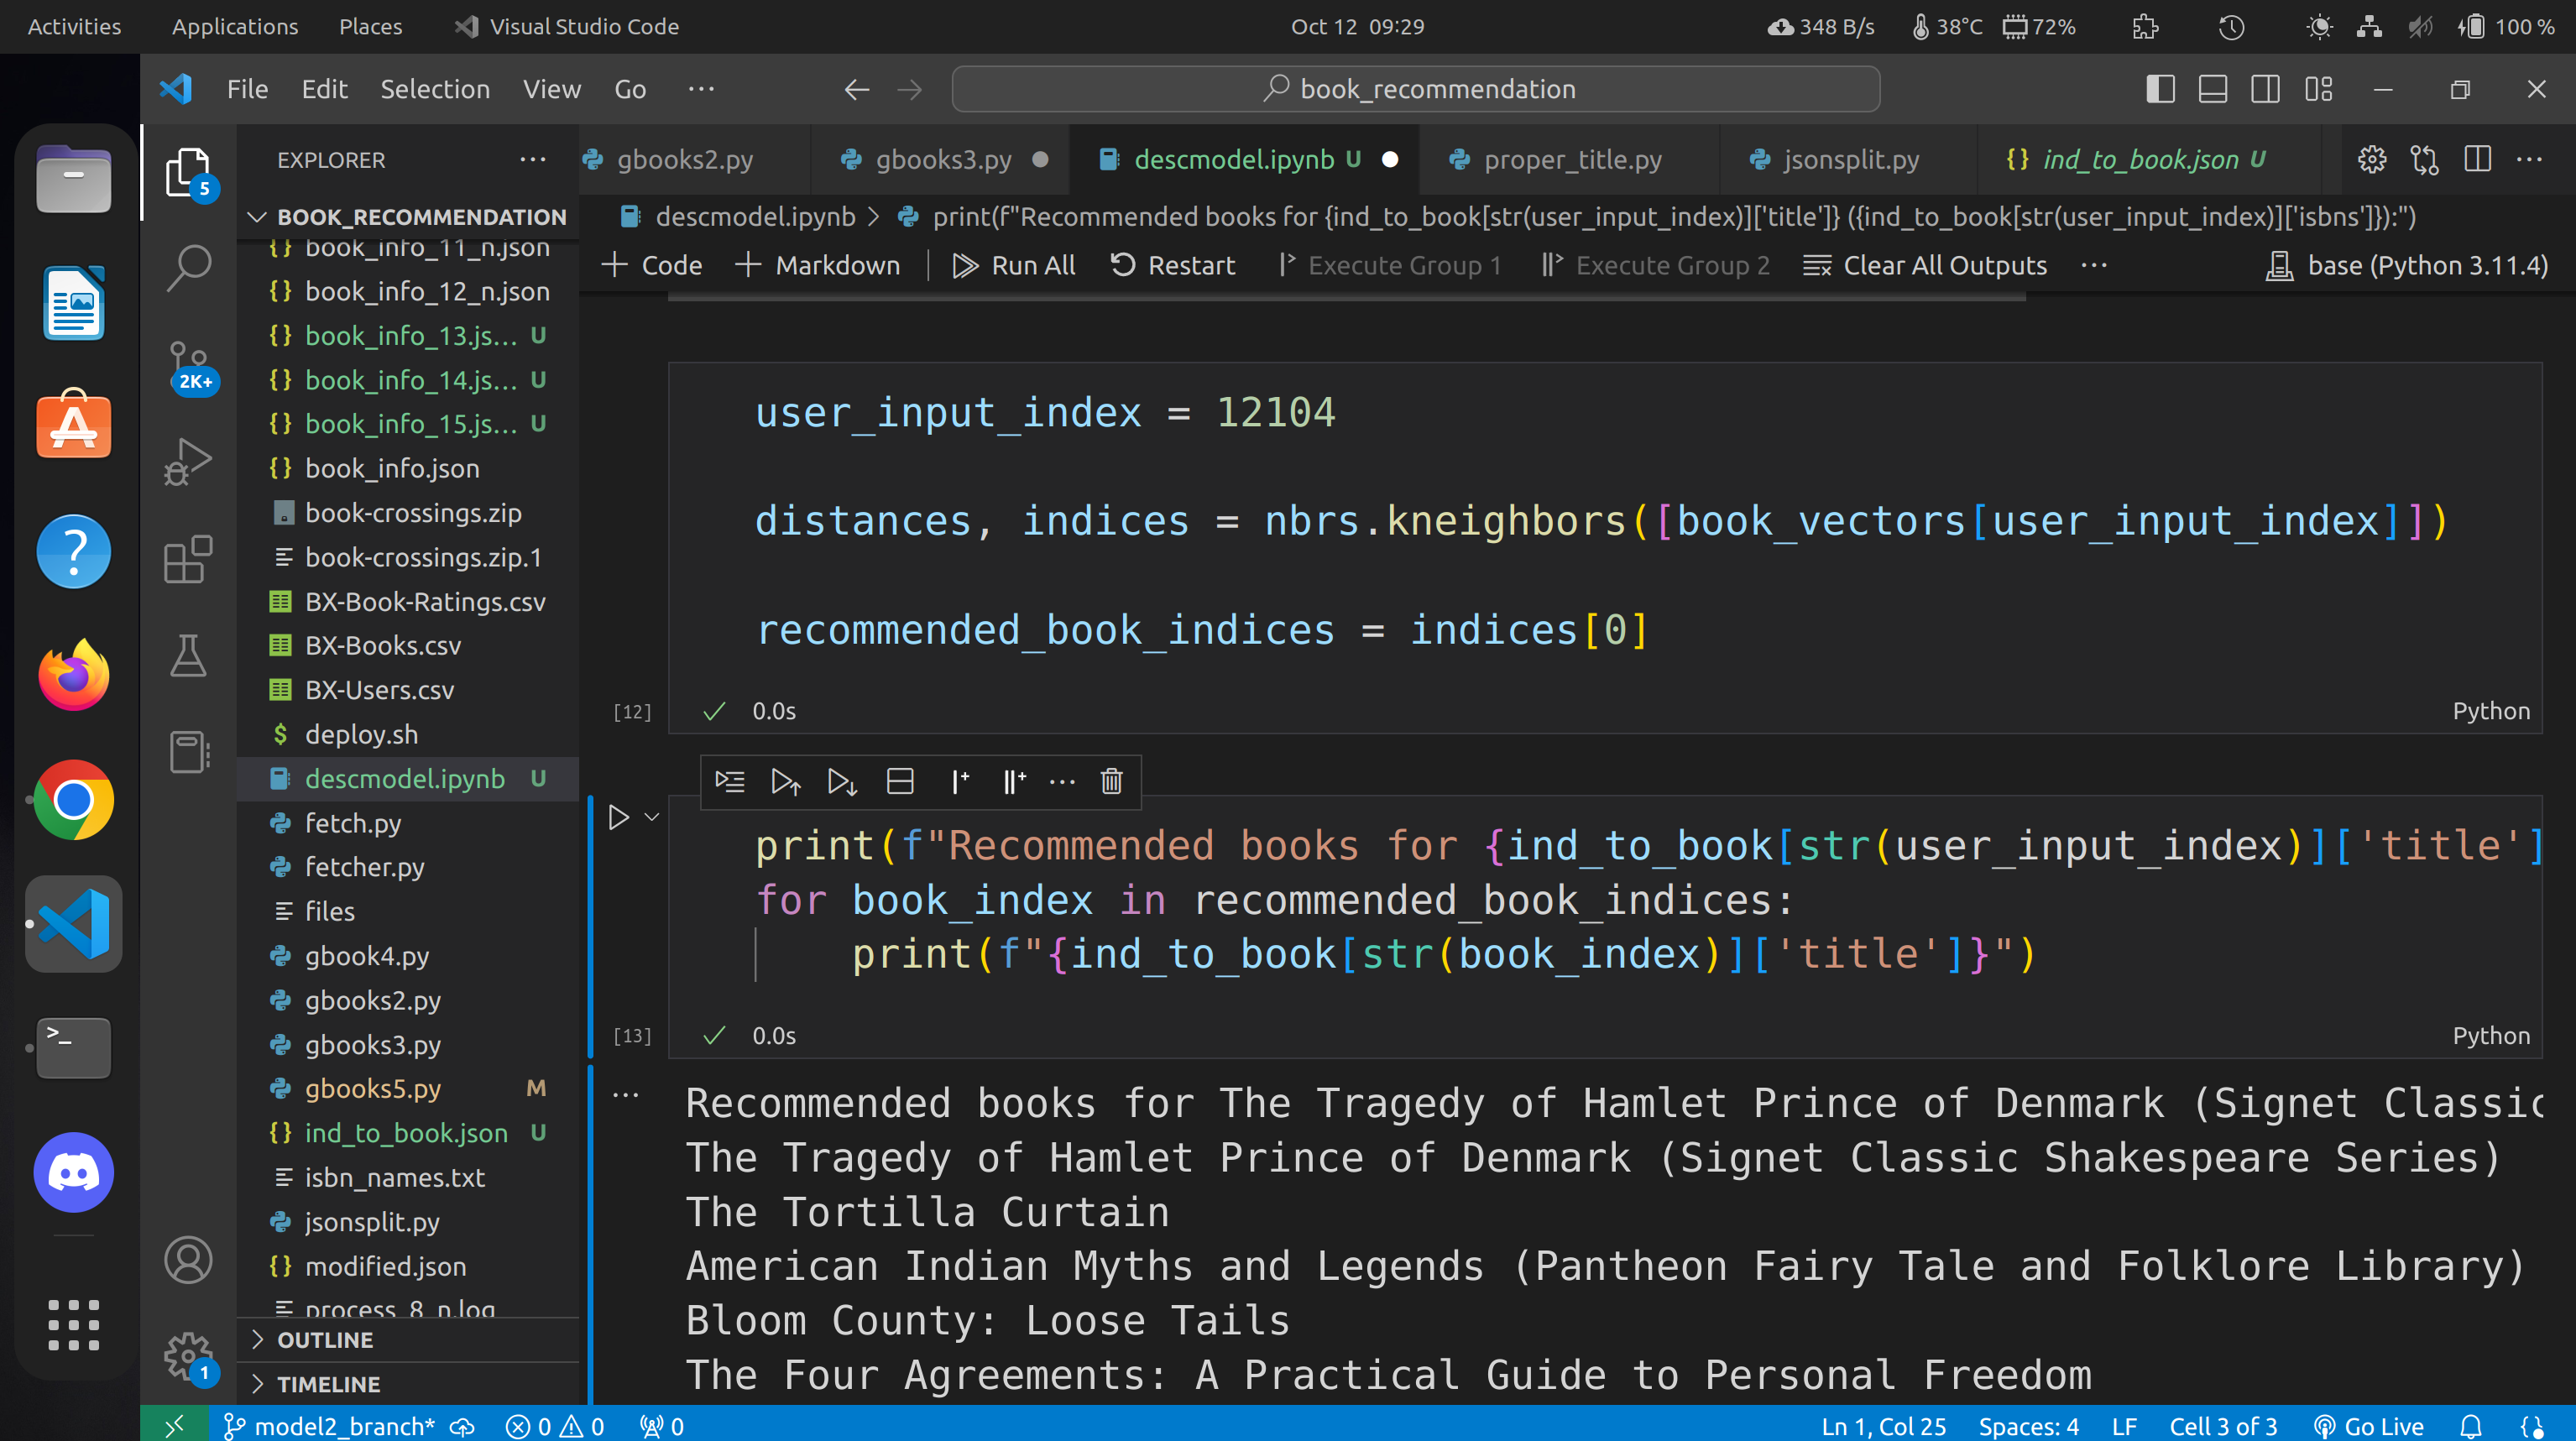 Activities Applications Places Visual Studio Code Oct 12 09:29 348 B/s 38°C 72% 100 %
File Edit Selection View Go ··· book_recommendation
EXPLORER ···
gbooks2.py gbooks3.py descmodel.ipynb U proper_title.py jsonsplit.py {} ind_to_book.json U ···
BOOK_RECOMMENDATION
descmodel.ipynb > print(f"Recommended books for {ind_to_book[str(user_input_index)]['title']} ({ind_to_book[str(user_input_index)]['isbns']}):")
+ Code + Markdown Run All Restart Execute Group 1 Execute Group 2 Clear All Outputs ··· base (Python 3.11.4)
5
2K+
1
{} book_info_11_n.json
{} book_info_12_n.json
{} book_info_13.js... U
{} book_info_14.js... U
{} book_info_15.js... U
{} book_info.json
book-crossings.zip
book-crossings.zip.1
BX-Book-Ratings.csv
BX-Books.csv
BX-Users.csv
$ deploy.sh
descmodel.ipynb U
fetch.py
fetcher.py
files
gbook4.py
gbooks2.py
gbooks3.py
gbooks5.py M
{} ind_to_book.json U
isbn_names.txt
jsonsplit.py
{} modified.json
process_8_n.log
OUTLINE
TIMELINE
user_input_index = 12104
distances, indices = nbrs.kneighbors([book_vectors[user_input_index]])
recommended_book_indices = indices[0]
[12] 0.0s Python
print(f"Recommended books for {ind_to_book[str(user_input_index)]['title']
for book_index in recommended_book_indices:
print(f"{ind_to_book[str(book_index)]['title']}")
[13] 0.0s Python
··· Recommended books for The Tragedy of Hamlet Prince of Denmark (Signet Classic
The Tragedy of Hamlet Prince of Denmark (Signet Classic Shakespeare Series)
The Tortilla Curtain
American Indian Myths and Legends (Pantheon Fairy Tale and Folklore Library)
Bloom County: Loose Tails
The Four Agreements: A Practical Guide to Personal Freedom
model2_branch* 0 0 0 Ln 1, Col 25 Spaces: 4 LF Cell 3 of 3 Go Live